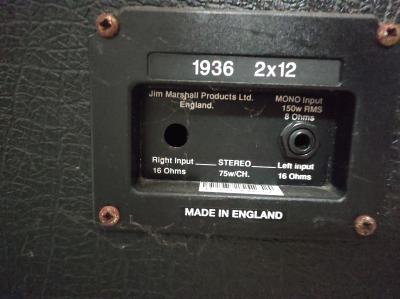 1936 2x12
Jim Marshall Products Ltd.
England.
MONO Input
150w RMS
8 Ohms
Right Input
16 Ohms
STEREO
75w/CH.
Left Input
16 Ohms
MADE IN ENGLAND